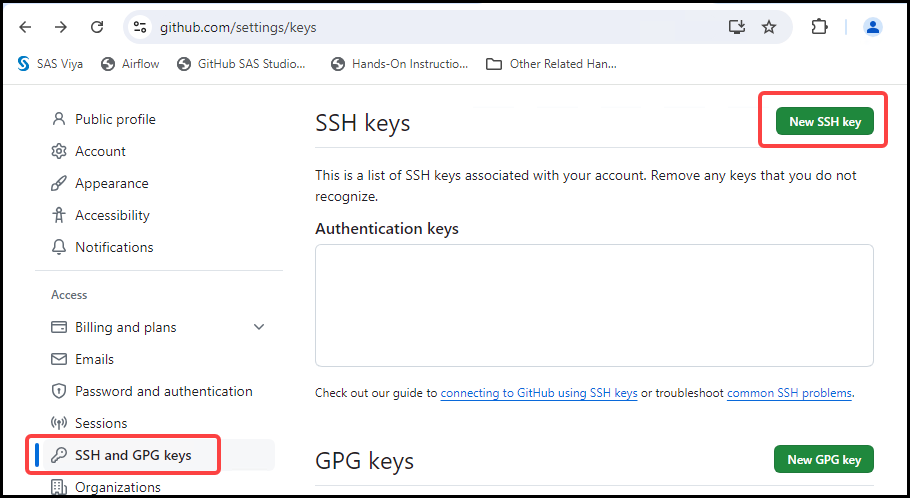 github.com/settings/keys
SAS Viya
Airflow
GitHub SAS Studio...
Hands-On Instructio...
Other Related Han...
Public profile
Account
Appearance
Accessibility
Notifications
Access
Billing and plans
Emails
Password and authentication
Sessions
SSH and GPG keys
Organizations
SSH keys
New SSH key
This is a list of SSH keys associated with your account. Remove any keys that you do not
recognize.
Authentication keys
Check out our guide to connecting to GitHub using SSH keys or troubleshoot common SSH problems.
GPG keys
New GPG key